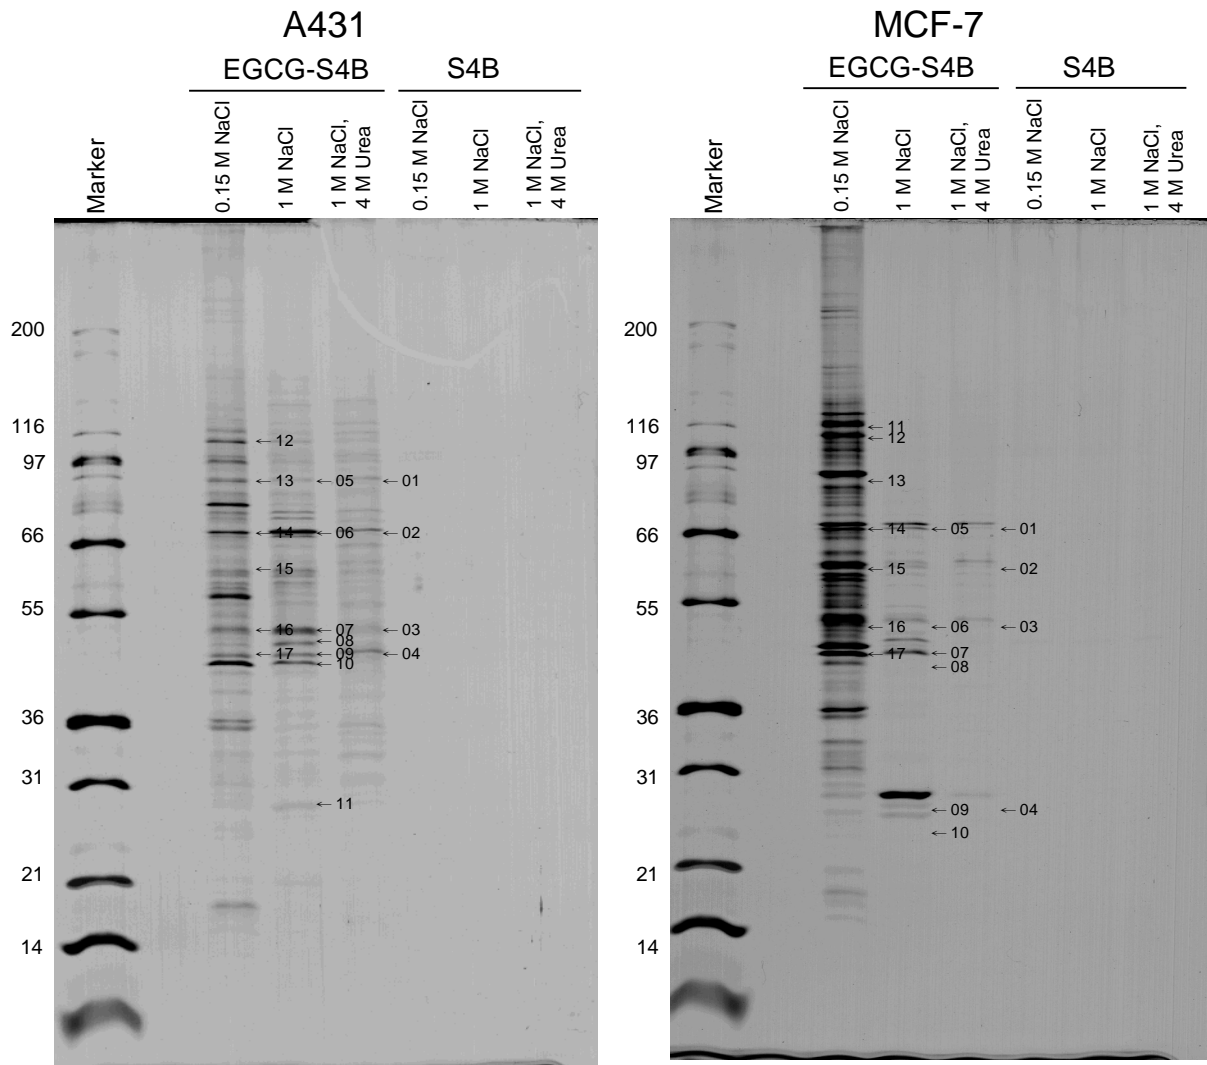 A431
MCF-7
EGCG-S4B
S4B
EGCG-S4B
S4B
Marker
0.15 M NaCl
1 M NaCl
1 M NaCl,
4 M Urea
0.15 M NaCl
1 M NaCl
1 M NaCl,
4 M Urea
Marker
0.15 M NaCl
1 M NaCl
1 M NaCl,
4 M Urea
0.15 M NaCl
1 M NaCl
1 M NaCl,
4 M Urea
200
116
97
66
55
36
31
21
14
←12
←13
←14
←15
←16
←17
←05
←06
←07
←08
←09
←10
←11
←01
←02
←03
←04
200
116
97
66
55
36
31
21
14
←11
←12
←13
←14
←15
←16
←17
←05
←06
←07
←08
←09
←10
←01
←02
←03
←04